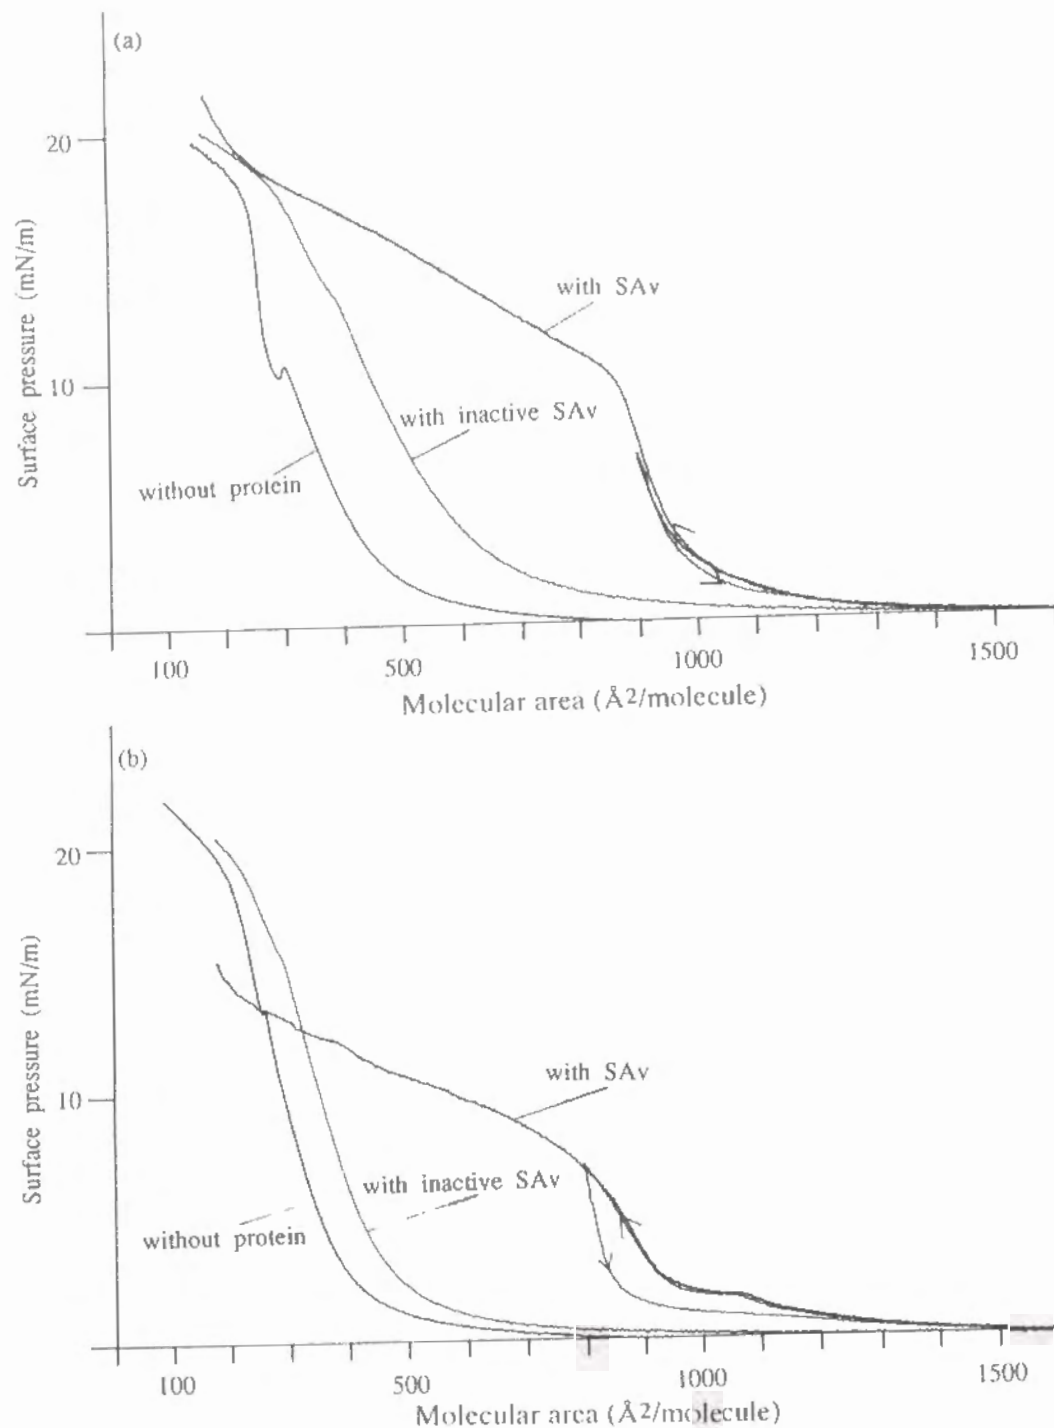 (a)
20
10
Surface pressure (mN/m)
with SAv
with inactive SAv
without protein
100
500
1000
1500
Molecular area (Å2/molecule)
(b)
20
10
Surface pressure (mN/m)
with SAv
with inactive SAv
without protein
100
500
1000
1500
Molecular area (Å2/molecule)